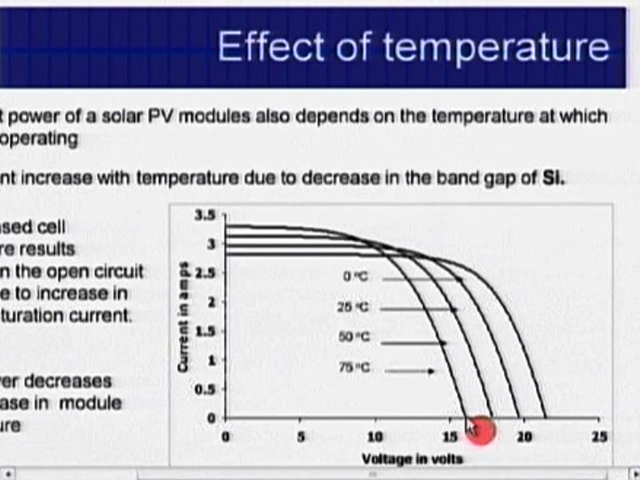 Effect of temperature
t power of a solar PV modules also depends on the temperature at which
operating
nt increase with temperature due to decrease in the band gap of Si.
sed cell
re results
n the open circuit
e to increase in
turation current.
er decreases
ase in module
ure
3.5
3
2.5
2
1.5
1
0.5
0
Current in amps
0 °C
25 °C
50 °C
75 °C
0
5
10
15
20
25
Voltage in volts